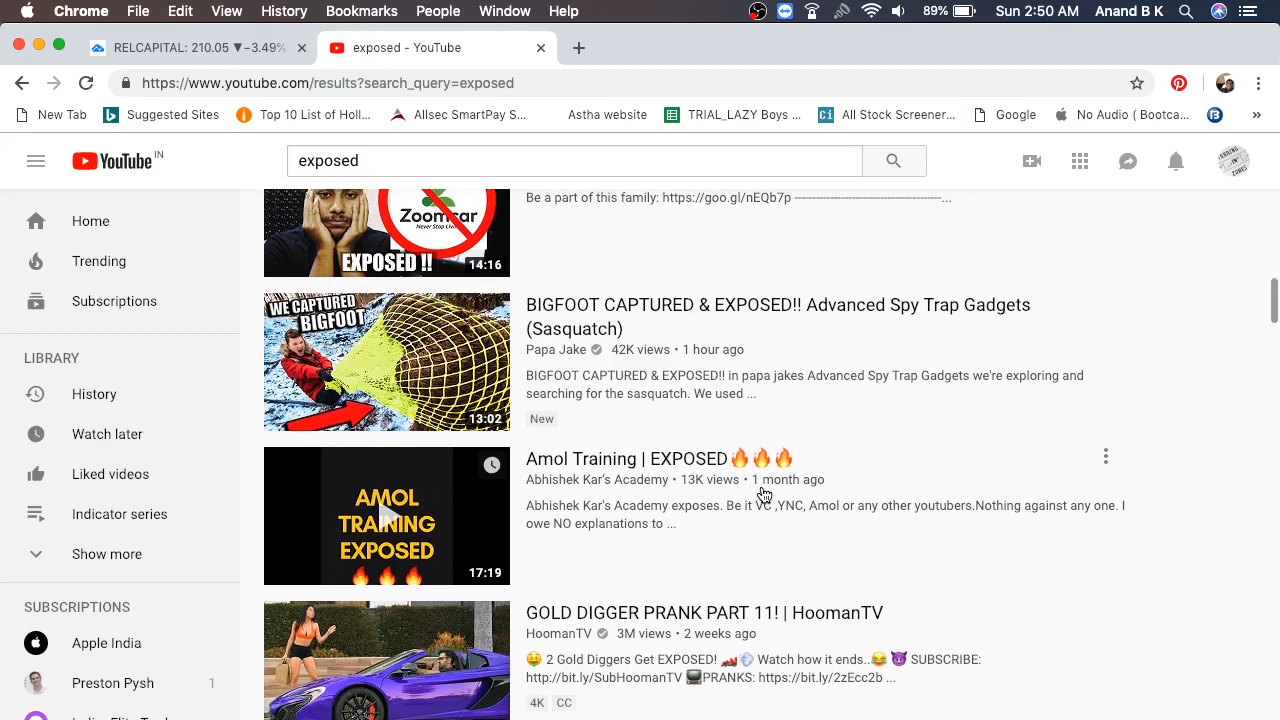 Chrome File Edit View History Bookmarks People Window Help 89% Sun 2:50 AM Anand B K
RELCAPITAL: 210.05 ▼−3.49% exposed - YouTube
https://www.youtube.com/results?search_query=exposed
New Tab Suggested Sites Top 10 List of Holl... Allsec SmartPay S... Astha website TRIAL_LAZY Boys ... All Stock Screener... Google No Audio ( Bootca... »
YouTube IN exposed
Home
Trending
Subscriptions
LIBRARY
History
Watch later
Liked videos
Indicator series
Show more
SUBSCRIPTIONS
Apple India
Preston Pysh 1
Zoomcar
Never Stop Livi
EXPOSED !!
14:16
Be a part of this family: https://goo.gl/nEQb7p ----------------------------------------...
WE CAPTURED
BIGFOOT
13:02
BIGFOOT CAPTURED & EXPOSED!! Advanced Spy Trap Gadgets
(Sasquatch)
Papa Jake 42K views • 1 hour ago
BIGFOOT CAPTURED & EXPOSED!! in papa jakes Advanced Spy Trap Gadgets we're exploring and
searching for the sasquatch. We used ...
New
AMOL
TRAINING
EXPOSED
🔥 🔥 🔥
17:19
Amol Training | EXPOSED🔥🔥🔥
Abhishek Kar's Academy • 13K views • 1 month ago
Abhishek Kar's Academy exposes. Be it VC ,YNC, Amol or any other youtubers.Nothing against any one. I
owe NO explanations to ...
GOLD DIGGER PRANK PART 11! | HoomanTV
HoomanTV 3M views • 2 weeks ago
🤑 2 Gold Diggers Get EXPOSED! 🏎💨 Watch how it ends..😂 😈 SUBSCRIBE:
http://bit.ly/SubHoomanTV 📺PRANKS: https://bit.ly/2zEcc2b ...
4K CC